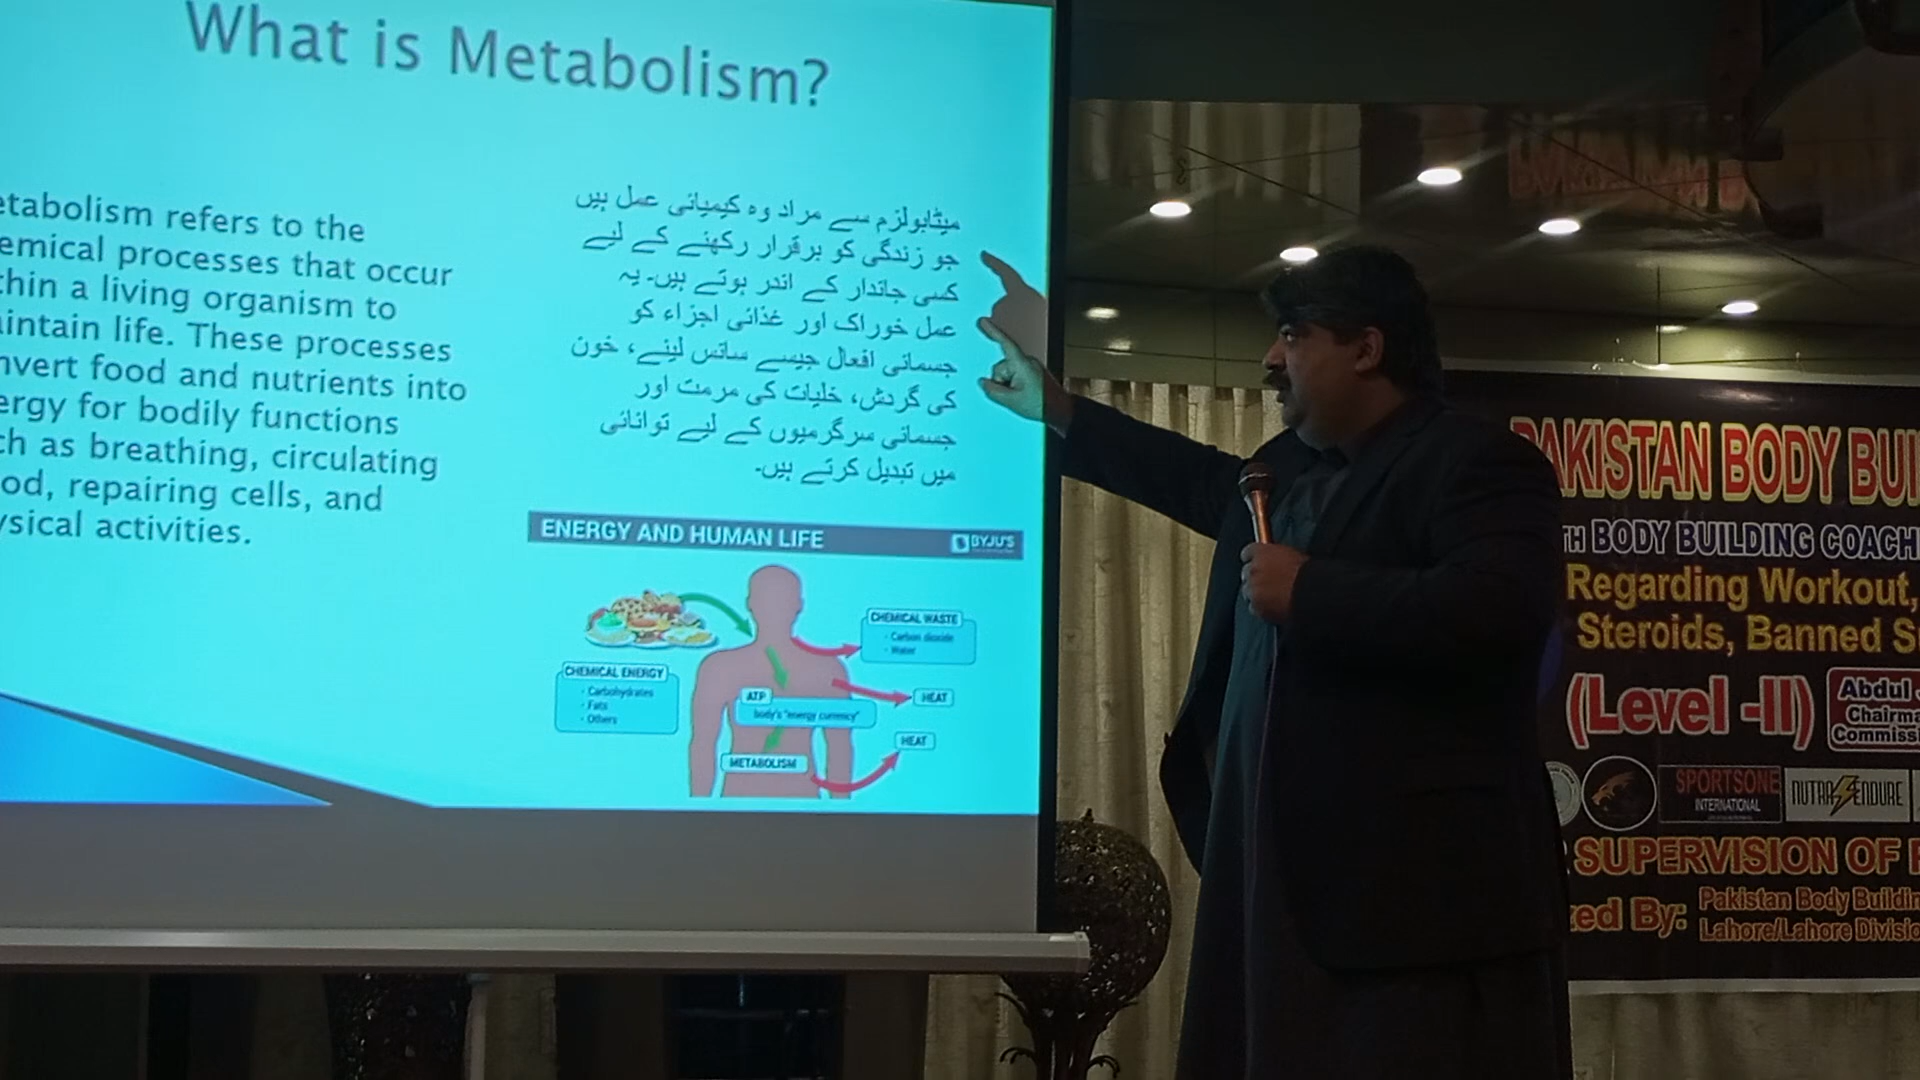 What is Metabolism?
etabolism refers to the
emical processes that occur
thin a living organism to
intain life. These processes
nvert food and nutrients into
ergy for bodily functions
ch as breathing, circulating
od, repairing cells, and
ysical activities.
میٹابولزم سے مراد وہ کیمیائی عمل ہیں
جو زندگی کو برقرار رکھنے کے لیے
کسی جاندار کے اندر ہوتے ہیں۔ یہ
عمل خوراک اور غذائی اجزاء کو
جسمانی افعال جیسے سانس لینے، خون
کی گردش، خلیات کی مرمت اور
جسمانی سرگرمیوں کے لیے توانائی
میں تبدیل کرتے ہیں۔
ENERGY AND HUMAN LIFE
BYJU'S
CHEMICAL ENERGY
• Carbohydrates
• Fats
• Others
ATP
body's "energy currency"
METABOLISM
CHEMICAL WASTE
• Carbon dioxide
• Water
HEAT
HEAT
PAKISTAN BODY BUI
TH BODY BUILDING COACH
Regarding Workout,
Steroids, Banned S
(Level -II)
Abdul
Chairma
Commissi
SPORTSONE
INTERNATIONAL
NUTRA ENDURE
SUPERVISION OF
ed By:
Pakistan Body Buildin
Lahore/Lahore Divisio